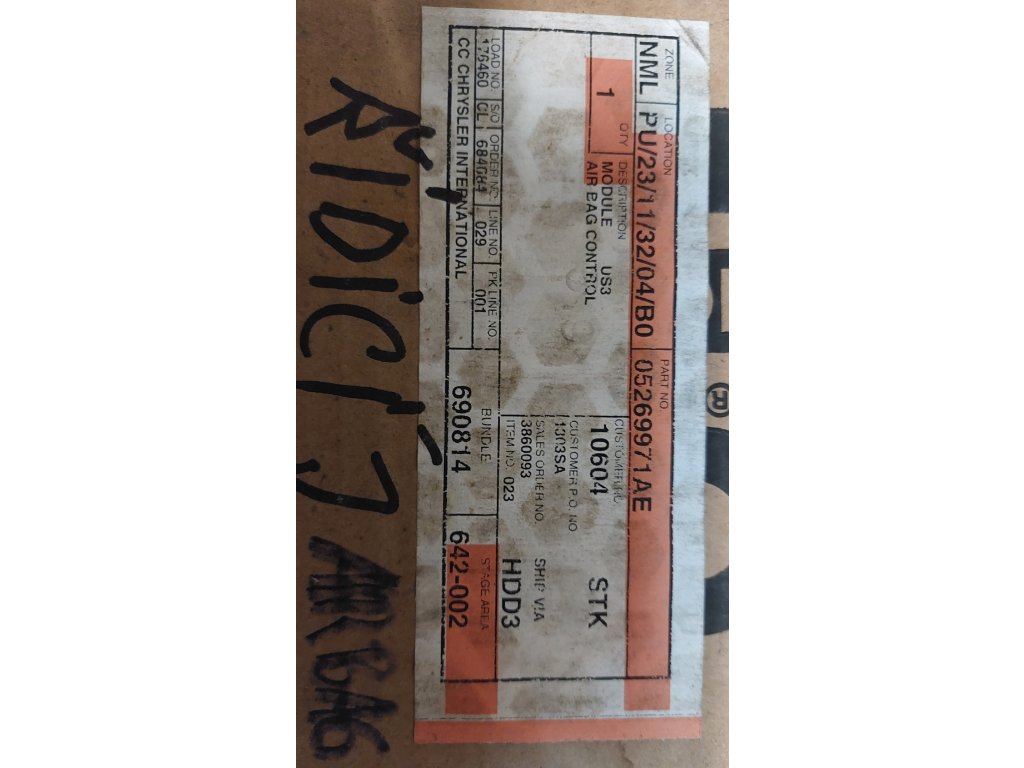 ZONE LOCATION PART NO.
NML PU/23/11/32/04/B0 05269971AE
QTY DESCRIPTION CUSTOMER NO.
1 MODULE US3 10604 STK
AIR BAG CONTROL
CUSTOMER P.O. NO
1303SA
SALES ORDER NO. SHIP VIA
3860093
ITEM NO. 023 HDD3
LOAD NO. S/O ORDER NO. LINE NO PK LINE NO BUNDLE STAGE AREA
176460 CL 684084 029 001
CC CHRYSLER INTERNATIONAL 690814 642-002
ŘÍDÍCÍ J AIRBAG
®